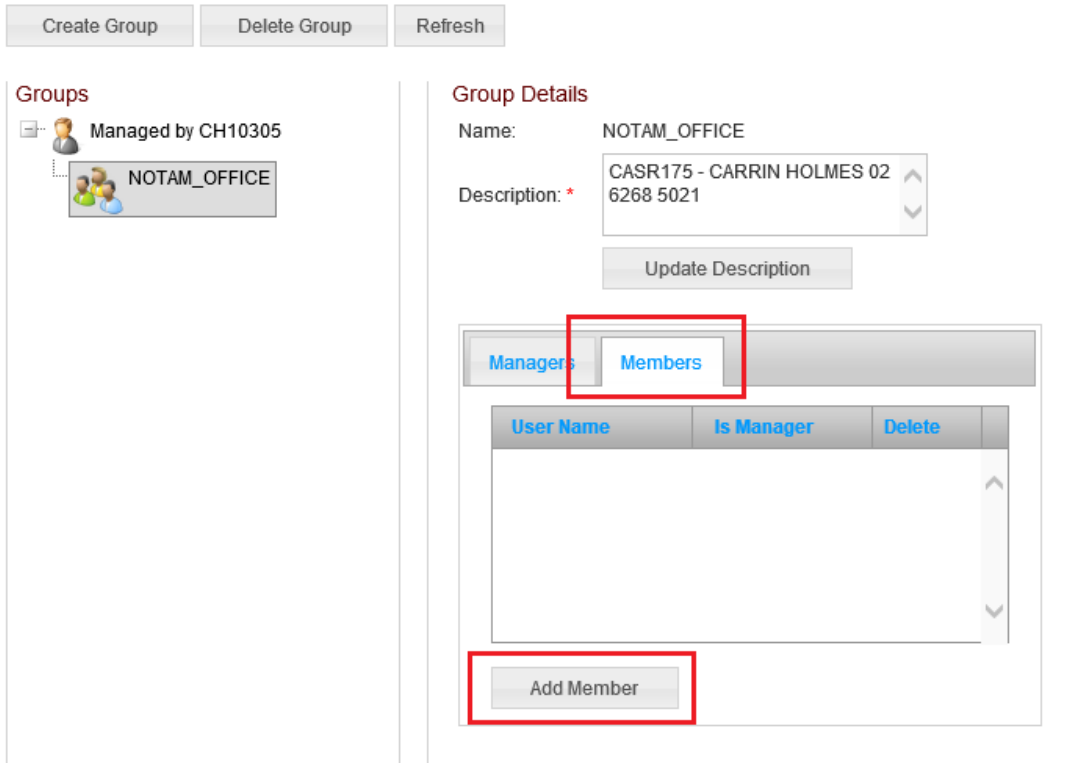 Create Group Delete Group Refresh
Groups
Managed by CH10305
NOTAM_OFFICE
Group Details
Name: NOTAM_OFFICE
Description: * CASR175 - CARRIN HOLMES 02
6268 5021
Update Description
Managers Members
User Name Is Manager Delete
Add Member